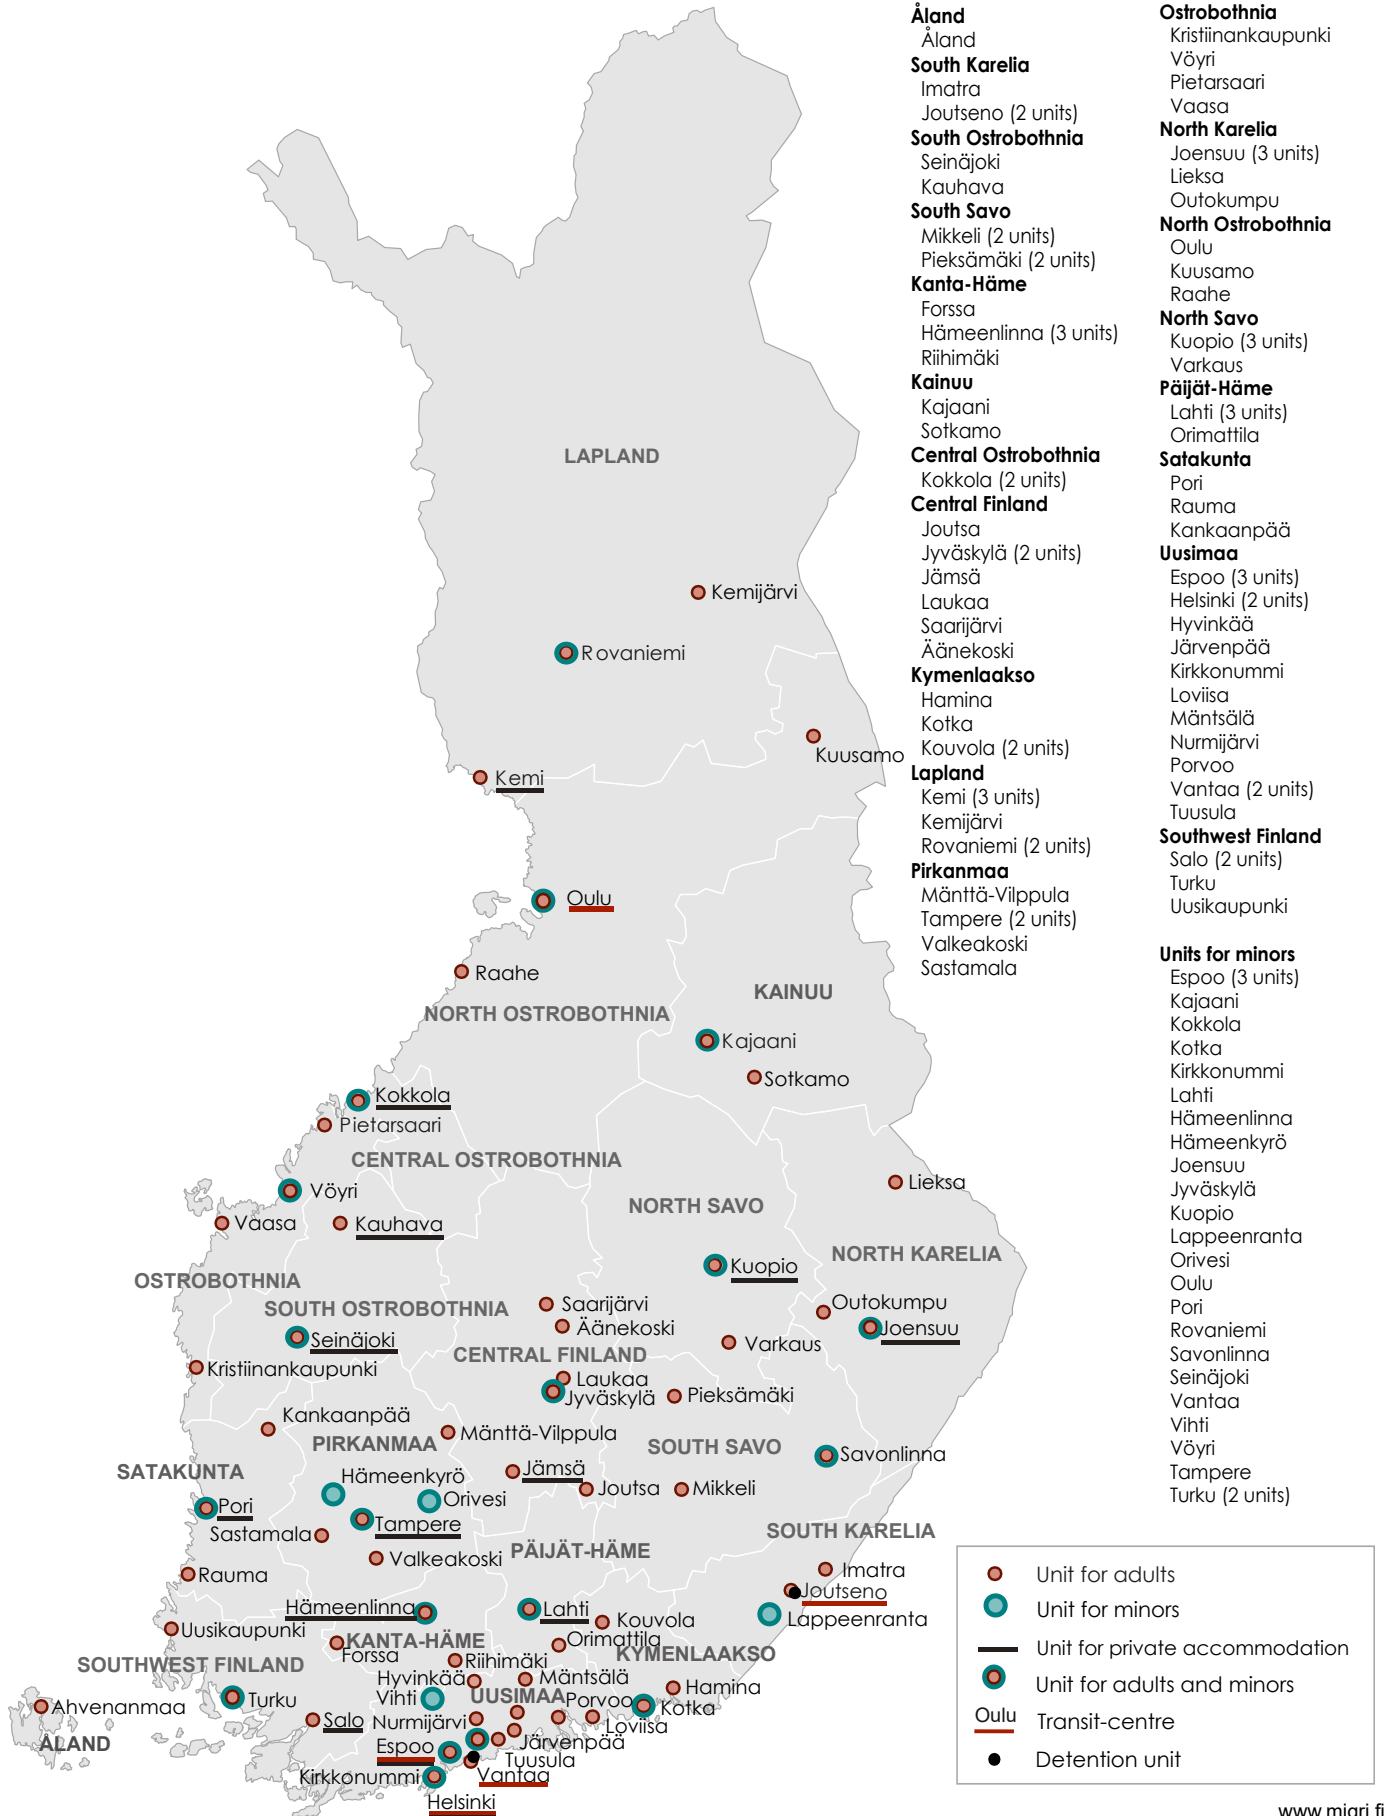 Åland
Åland
South Karelia
Imatra
Joutseno (2 units)
South Ostrobothnia
Seinäjoki
Kauhava
South Savo
Mikkeli (2 units)
Pieksämäki (2 units)
Kanta-Häme
Forssa
Hämeenlinna (3 units)
Riihimäki
Kainuu
Kajaani
Sotkamo
Central Ostrobothnia
Kokkola (2 units)
Central Finland
Joutsa
Jyväskylä (2 units)
Jämsä
Laukaa
Saarijärvi
Äänekoski
Kymenlaakso
Hamina
Kotka
Kouvola (2 units)
Lapland
Kemi (3 units)
Kemijärvi
Rovaniemi (2 units)
Pirkanmaa
Mänttä-Vilppula
Tampere (2 units)
Valkeakoski
Sastamala
Ostrobothnia
Kristiinankaupunki
Vöyri
Pietarsaari
Vaasa
North Karelia
Joensuu (3 units)
Lieksa
Outokumpu
North Ostrobothnia
Oulu
Kuusamo
Raahe
North Savo
Kuopio (3 units)
Varkaus
Päijät-Häme
Lahti (3 units)
Orimattila
Satakunta
Pori
Rauma
Kankaanpää
Uusimaa
Espoo (3 units)
Helsinki (2 units)
Hyvinkää
Järvenpää
Kirkkonummi
Loviisa
Mäntsälä
Nurmijärvi
Porvoo
Vantaa (2 units)
Tuusula
Southwest Finland
Salo (2 units)
Turku
Uusikaupunki
Units for minors
Espoo (3 units)
Kajaani
Kokkola
Kotka
Kirkkonummi
Lahti
Hämeenlinna
Hämeenkyrö
Joensuu
Jyväskylä
Kuopio
Lappeenranta
Orivesi
Oulu
Pori
Rovaniemi
Savonlinna
Seinäjoki
Vantaa
Vihti
Vöyri
Tampere
Turku (2 units)
LAPLAND
Kemijärvi
Rovaniemi
Kuusamo
Kemi
Oulu
Raahe
KAINUU
NORTH OSTROBOTHNIA
Kajaani
Sotkamo
Kokkola
Pietarsaari
CENTRAL OSTROBOTHNIA
Lieksa
Vöyri
NORTH SAVO
Vaasa
Kauhava
NORTH KARELIA
Kuopio
OSTROBOTHNIA
Outokumpu
SOUTH OSTROBOTHNIA
Saarijärvi
Äänekoski
Joensuu
Seinäjoki
Varkaus
CENTRAL FINLAND
Kristiinankaupunki
Laukaa
Jyväskylä
Pieksämäki
Kankaanpää
Mänttä-Vilppula
PIRKANMAA
SOUTH SAVO
Savonlinna
SATAKUNTA
Hämeenkyrö
Jämsä
Joutsa
Mikkeli
Orivesi
Pori
Tampere
Sastamala
SOUTH KARELIA
PÄIJÄT-HÄME
Valkeakoski
Imatra
Rauma
Joutseno
Hämeenlinna
Lahti
Kouvola
Lappeenranta
Uusikaupunki
KANTA-HÄME
Orimattila
Forssa
KYMENLAAKSO
SOUTHWEST FINLAND
Riihimäki
Hyvinkää
Mäntsälä
Hamina
Vihti
UUSIMAA
Porvoo
Turku
Kotka
Ahvenanmaa
Salo
Nurmijärvi
Loviisa
ÅLAND
Espoo
Järvenpää
Tuusula
Kirkkonummi
Vantaa
Helsinki
Unit for adults
Unit for minors
Unit for private accommodation
Unit for adults and minors
Oulu Transit-centre
Detention unit
www.migri.fi